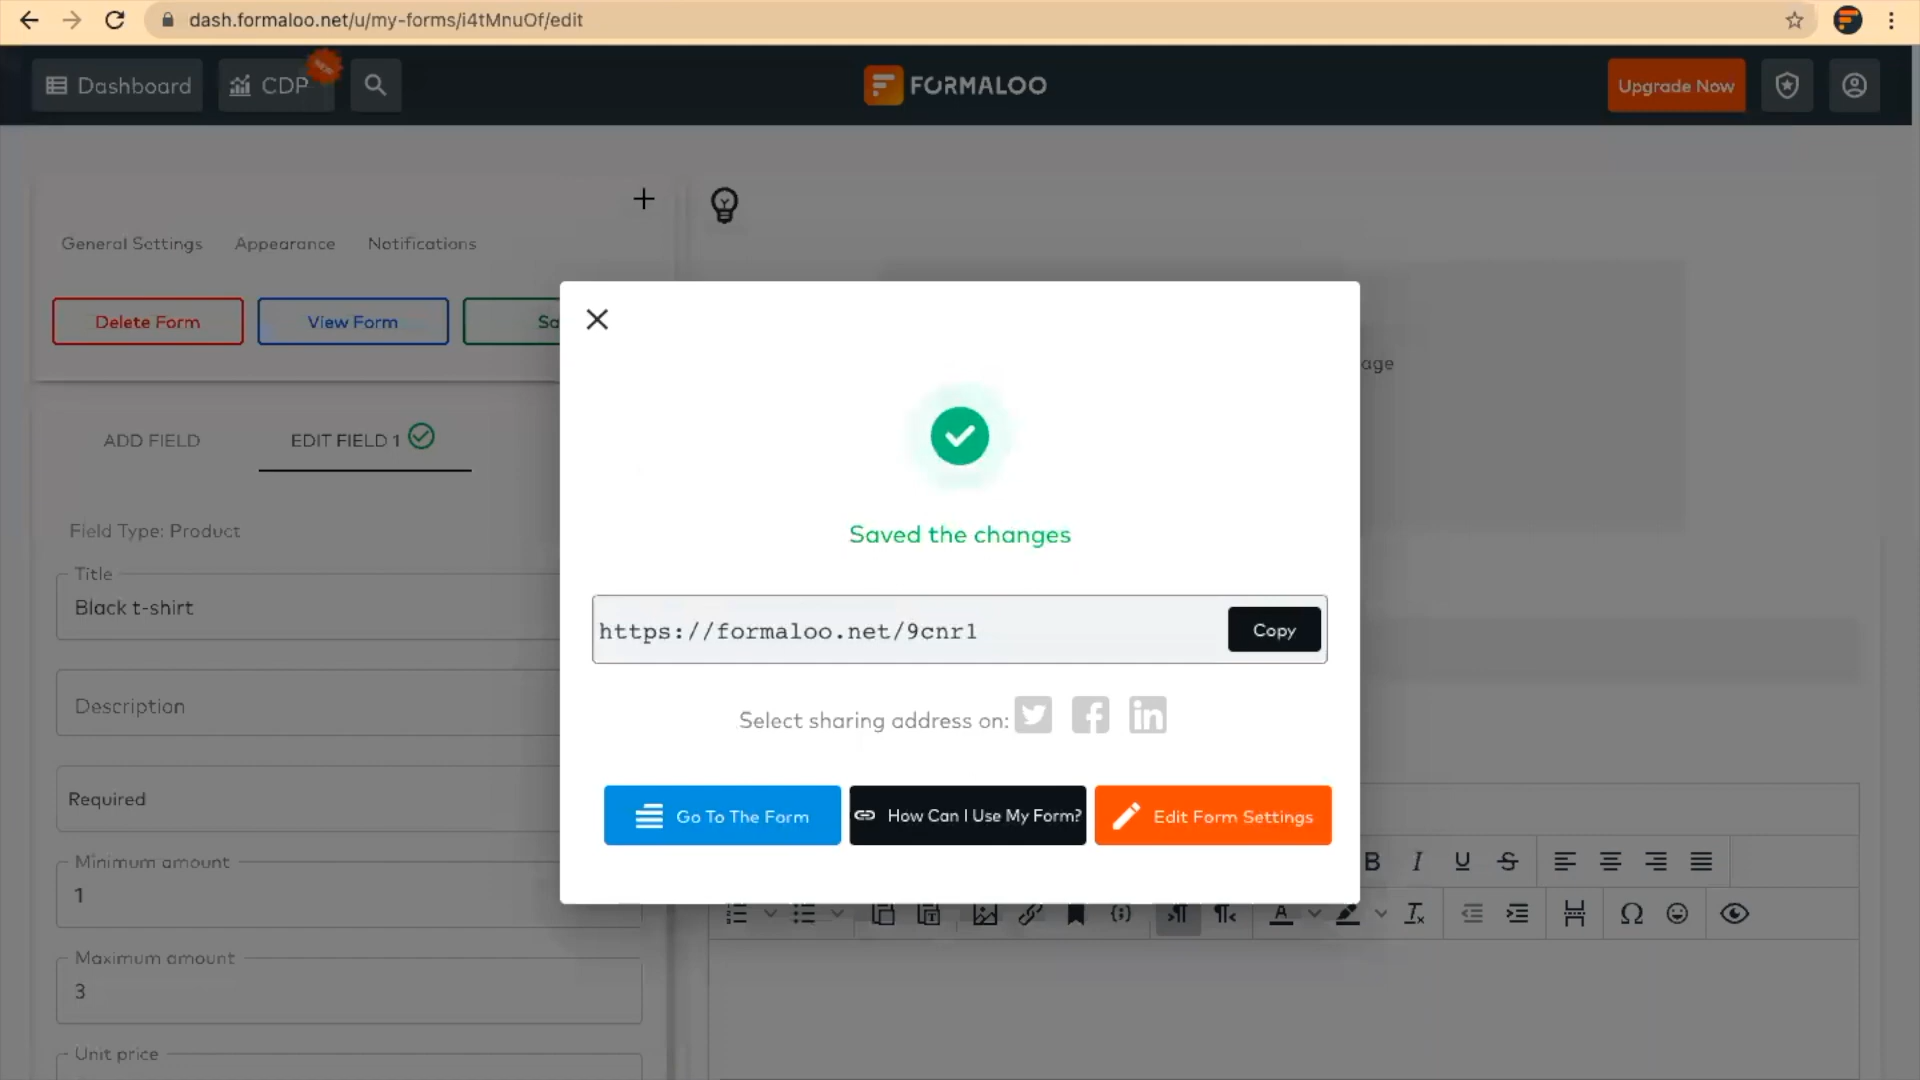 dash.formaloo.net/u/my-forms/i4tMnuOf/edit
Dashboard
CDP
NEW
FORMALOO
Upgrade Now
General Settings
Appearance
Notifications
Delete Form
View Form
Sa
age
ADD FIELD
EDIT FIELD 1
Field Type: Product
Title
Black t-shirt
Description
Required
Minimum amount
1
Maximum amount
3
Unit price
Saved the changes
https://formaloo.net/9cnr1
Copy
Select sharing address on:
Go To The Form
How Can I Use My Form?
Edit Form Settings